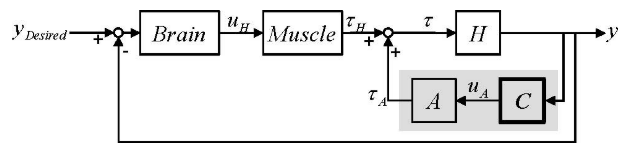 y_Desired + - Brain u_H Muscle τ_H + + τ H y
τ_A A u_A C